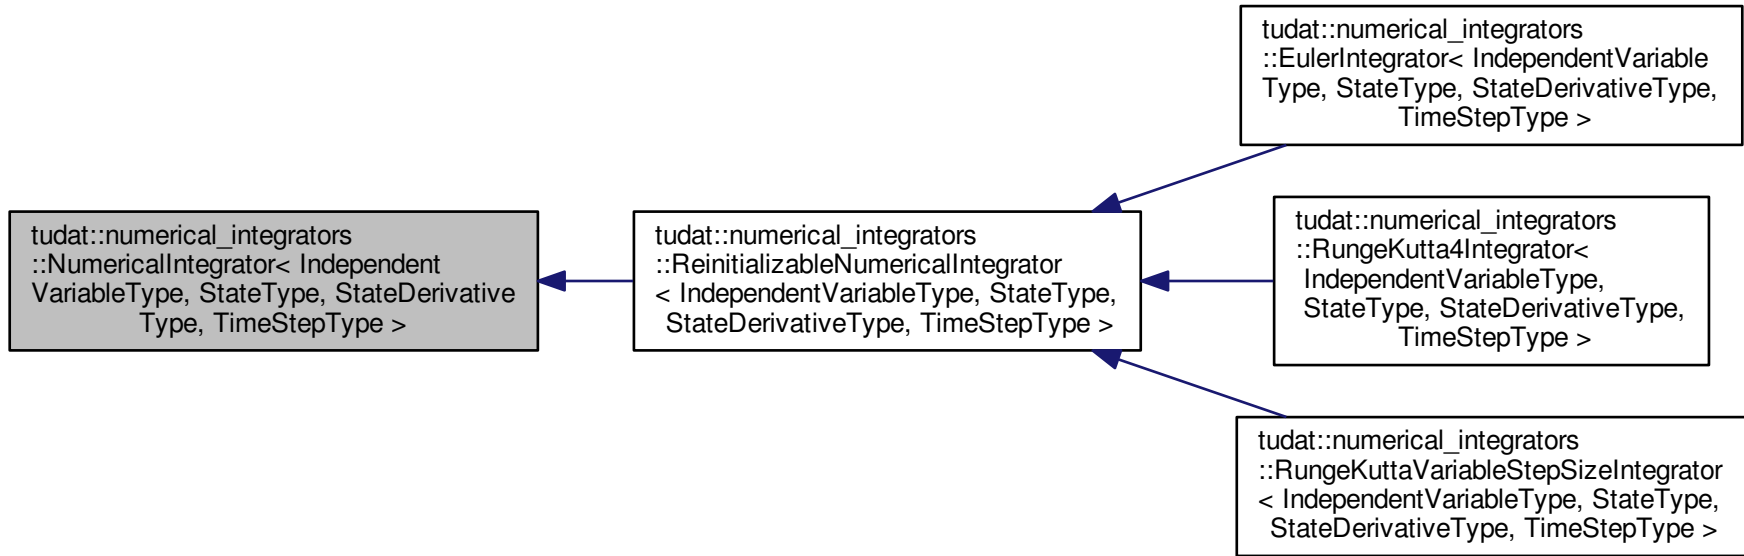 tudat::numerical_integrators
::NumericalIntegrator< Independent
VariableType, StateType, StateDerivative
Type, TimeStepType >
tudat::numerical_integrators
::ReinitializableNumericalIntegrator
< IndependentVariableType, StateType,
StateDerivativeType, TimeStepType >
tudat::numerical_integrators
::EulerIntegrator< IndependentVariable
Type, StateType, StateDerivativeType,
TimeStepType >
tudat::numerical_integrators
::RungeKutta4Integrator<
IndependentVariableType,
StateType, StateDerivativeType,
TimeStepType >
tudat::numerical_integrators
::RungeKuttaVariableStepSizeIntegrator
< IndependentVariableType, StateType,
StateDerivativeType, TimeStepType >